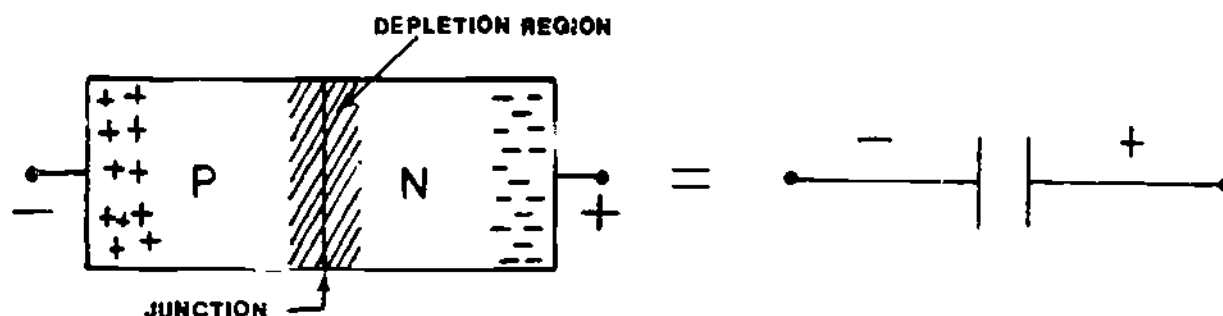 DEPLETION REGION
P N
− + = − +
JUNCTION